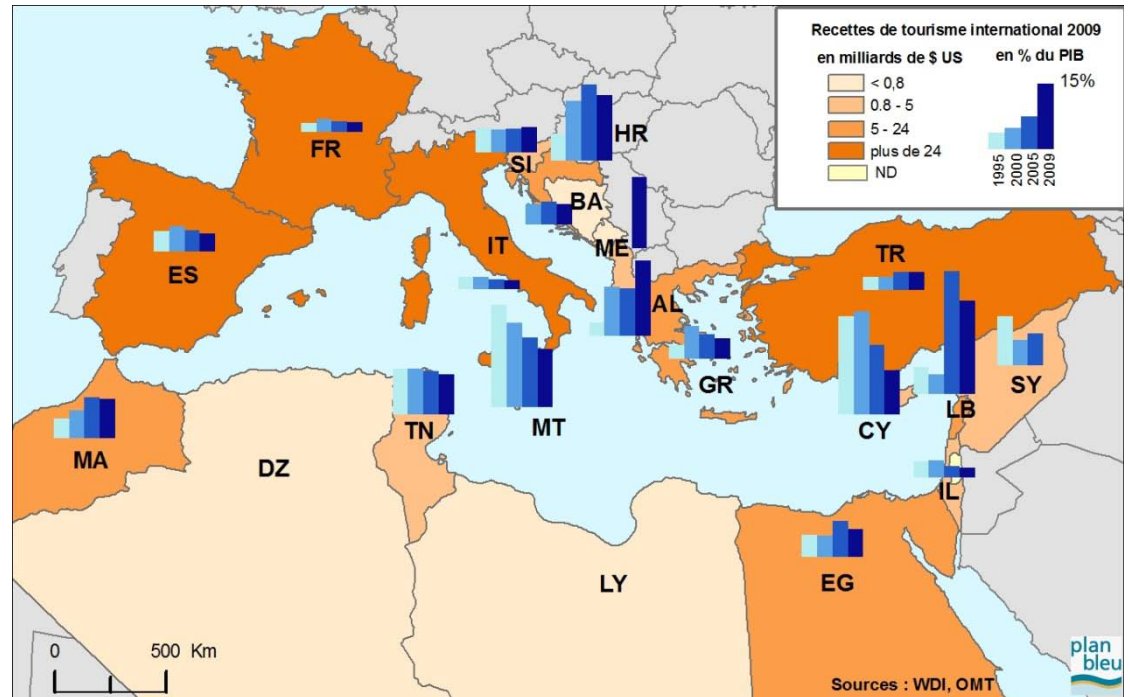 Recettes de tourisme international 2009
en milliards de $ US
en % du PIB
< 0,8
0.8 - 5
5 - 24
plus de 24
ND
15%
1995
2000
2005
2009
FR
SI
HR
BA
ME
IT
ES
AL
TR
GR
MT
CY
LB
SY
IL
MA
DZ
TN
LY
EG
0 500 Km
Sources : WDI, OMT
plan
bleu